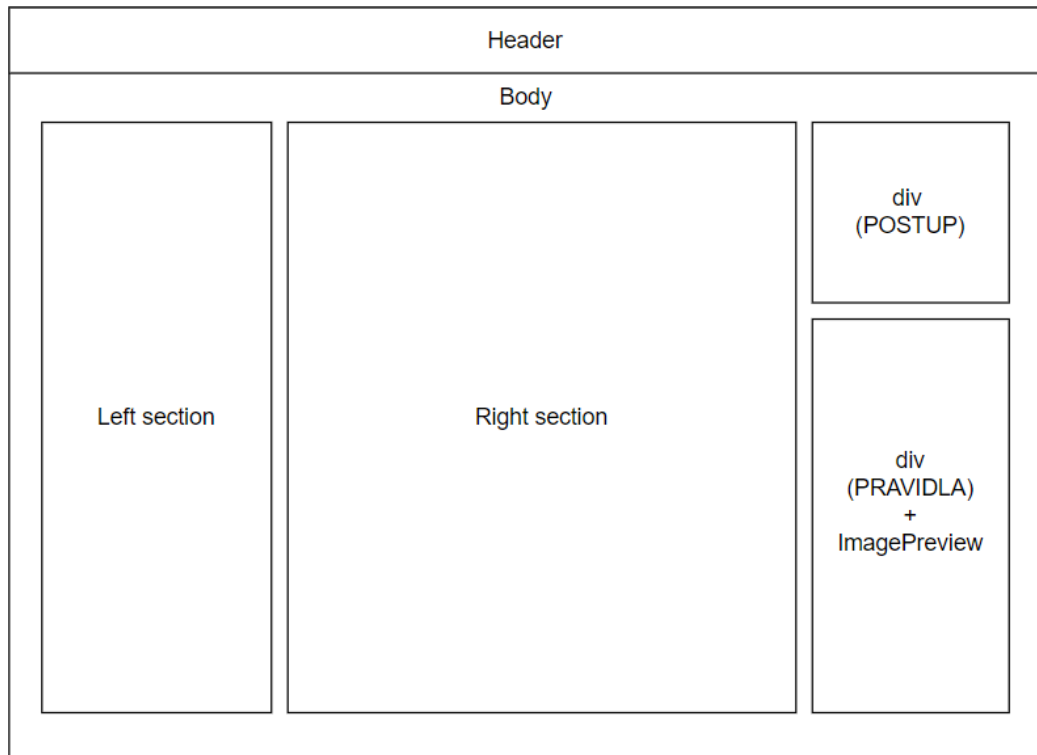 Header
Body
Left section
Right section
div
(POSTUP)
div
(PRAVIDLA)
+
ImagePreview